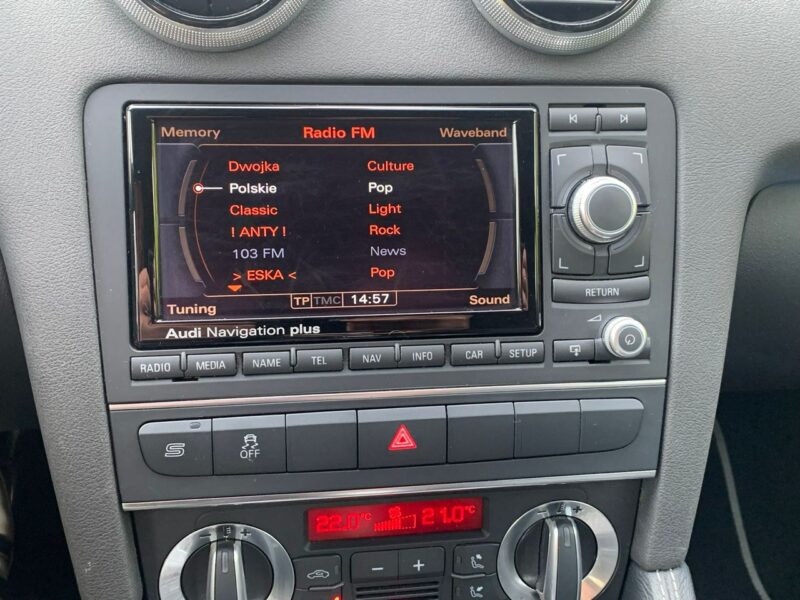 Memory Radio FM Waveband
Dwojka Culture
Polskie Pop
Classic Light
! ANTY ! Rock
103 FM News
> ESKA < Pop
Tuning TP TMC 14:57 Sound
Audi Navigation plus
RETURN
RADIO MEDIA NAME TEL NAV INFO CAR SETUP
S OFF
22.0°C 21.0°C
- +
- +
- +